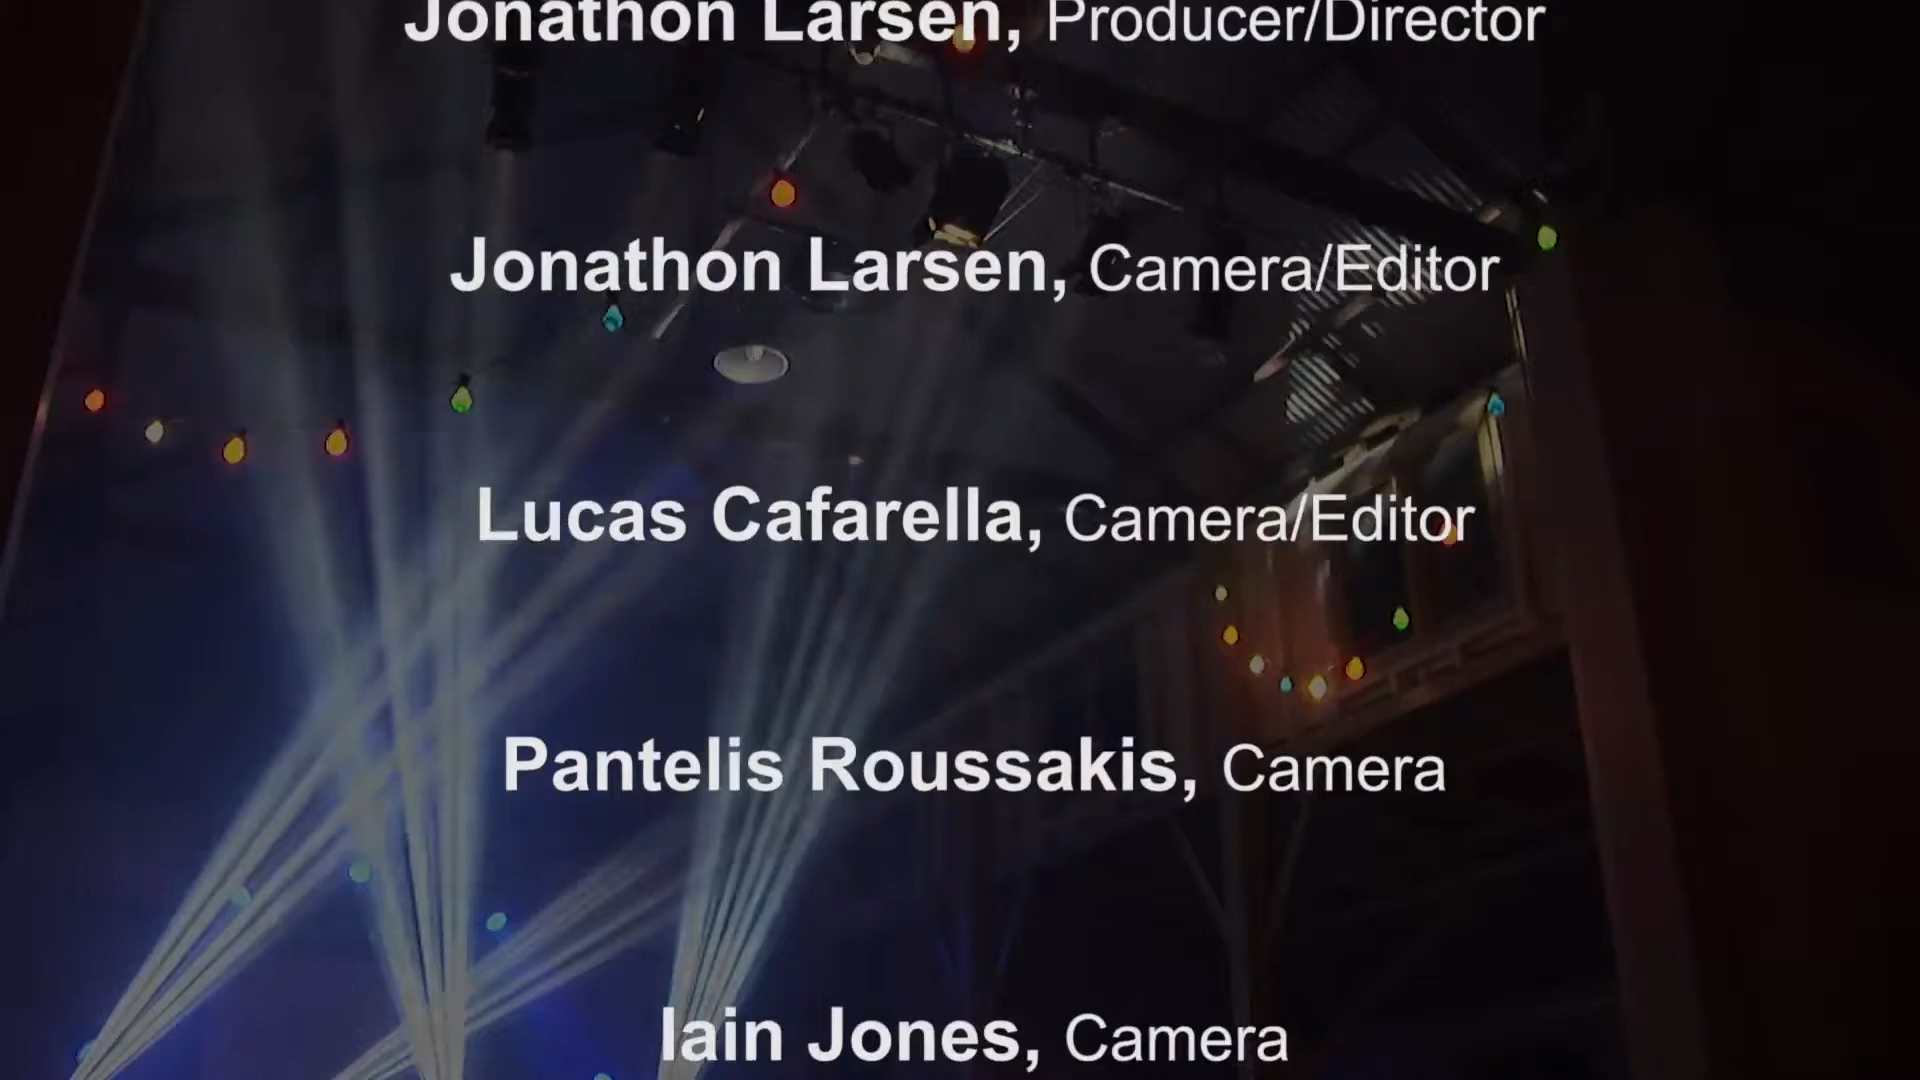 Jonathon Larsen, Producer/Director
Jonathon Larsen, Camera/Editor
Lucas Cafarella, Camera/Editor
Pantelis Roussakis, Camera
Iain Jones, Camera